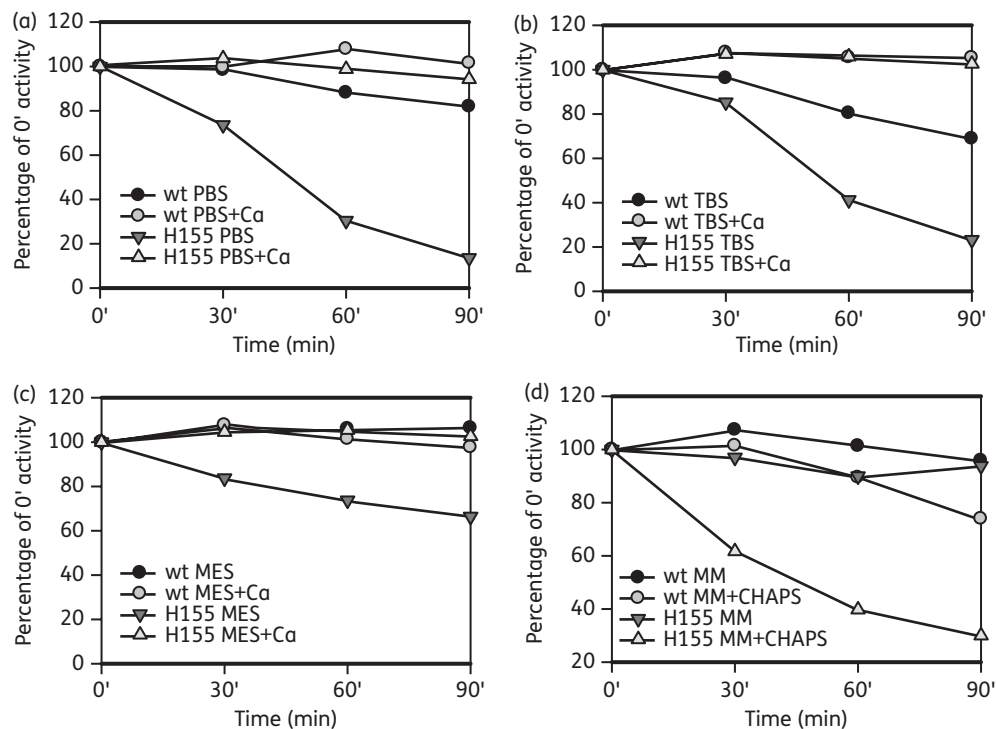 (a)
120
100
80
60
40
20
0
Percentage of 0' activity
wt PBS
wt PBS+Ca
H155 PBS
H155 PBS+Ca
0' 30' 60' 90'
Time (min)
(b)
120
100
80
60
40
20
0
Percentage of 0' activity
wt TBS
wt TBS+Ca
H155 TBS
H155 TBS+Ca
0' 30' 60' 90'
Time (min)
(c)
120
100
80
60
40
20
0
Percentage of 0' activity
wt MES
wt MES+Ca
H155 MES
H155 MES+Ca
0' 30' 60' 90'
Time (min)
(d)
120
100
80
60
40
20
Percentage of 0' activity
wt MM
wt MM+CHAPS
H155 MM
H155 MM+CHAPS
0' 30' 60' 90'
Time (min)